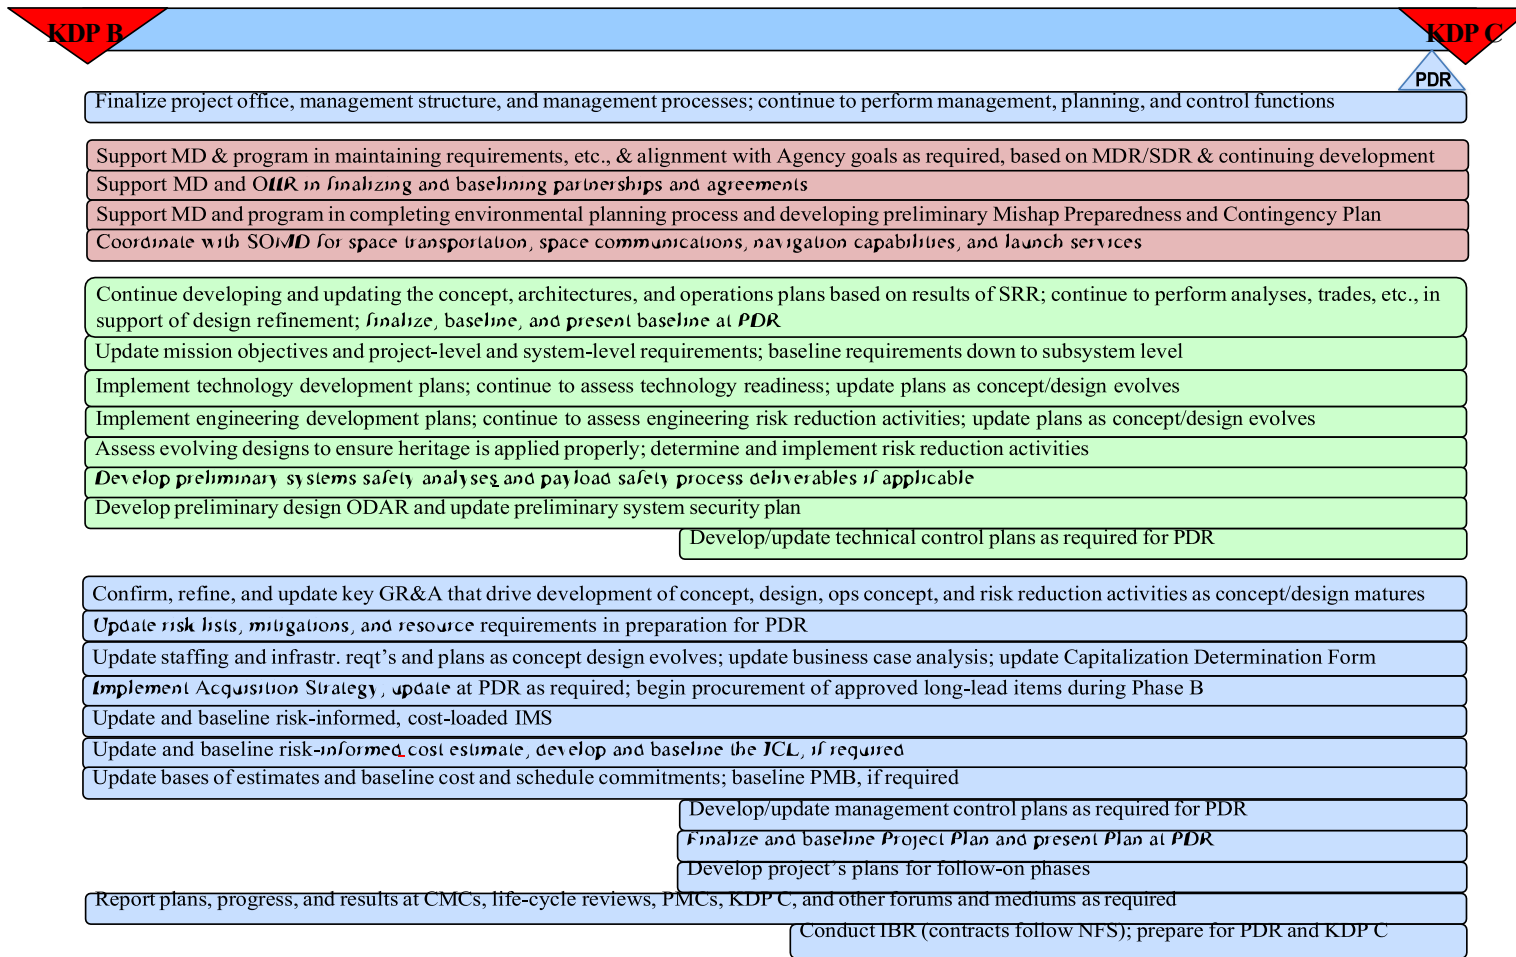 KDP B
KDP C
PDR
Finalize project office, management structure, and management processes; continue to perform management, planning, and control functions
Support MD & program in maintaining requirements, etc., & alignment with Agency goals as required, based on MDR/SDR & continuing development
Support MD and OIIR in finalizing and baselining partnerships and agreements
Support MD and program in completing environmental planning process and developing preliminary Mishap Preparedness and Contingency Plan
Coordinate with SOMD for space transportation, space communications, navigation capabilities, and launch services
Continue developing and updating the concept, architectures, and operations plans based on results of SRR; continue to perform analyses, trades, etc., in
support of design refinement; finalize, baseline, and present baseline at PDR
Update mission objectives and project-level and system-level requirements; baseline requirements down to subsystem level
Implement technology development plans; continue to assess technology readiness; update plans as concept/design evolves
Implement engineering development plans; continue to assess engineering risk reduction activities; update plans as concept/design evolves
Assess evolving designs to ensure heritage is applied properly; determine and implement risk reduction activities
Develop preliminary systems safety analyses and payload safety process deliverables if applicable
Develop preliminary design ODAR and update preliminary system security plan
Develop/update technical control plans as required for PDR
Confirm, refine, and update key GR&A that drive development of concept, design, ops concept, and risk reduction activities as concept/design matures
Update risk lists, mitigations, and resource requirements in preparation for PDR
Update staffing and infrastr. reqt's and plans as concept design evolves; update business case analysis; update Capitalization Determination Form
Implement Acquisition Strategy, update at PDR as required; begin procurement of approved long-lead items during Phase B
Update and baseline risk-informed, cost-loaded IMS
Update and baseline risk-informed cost estimate, develop and baseline the JCL, if required
Update bases of estimates and baseline cost and schedule commitments; baseline PMB, if required
Develop/update management control plans as required for PDR
Finalize and baseline Project Plan and present Plan at PDR
Develop project's plans for follow-on phases
Report plans, progress, and results at CMCs, life-cycle reviews, PMCs, KDP C, and other forums and mediums as required
Conduct IBR (contracts follow NFS); prepare for PDR and KDP C